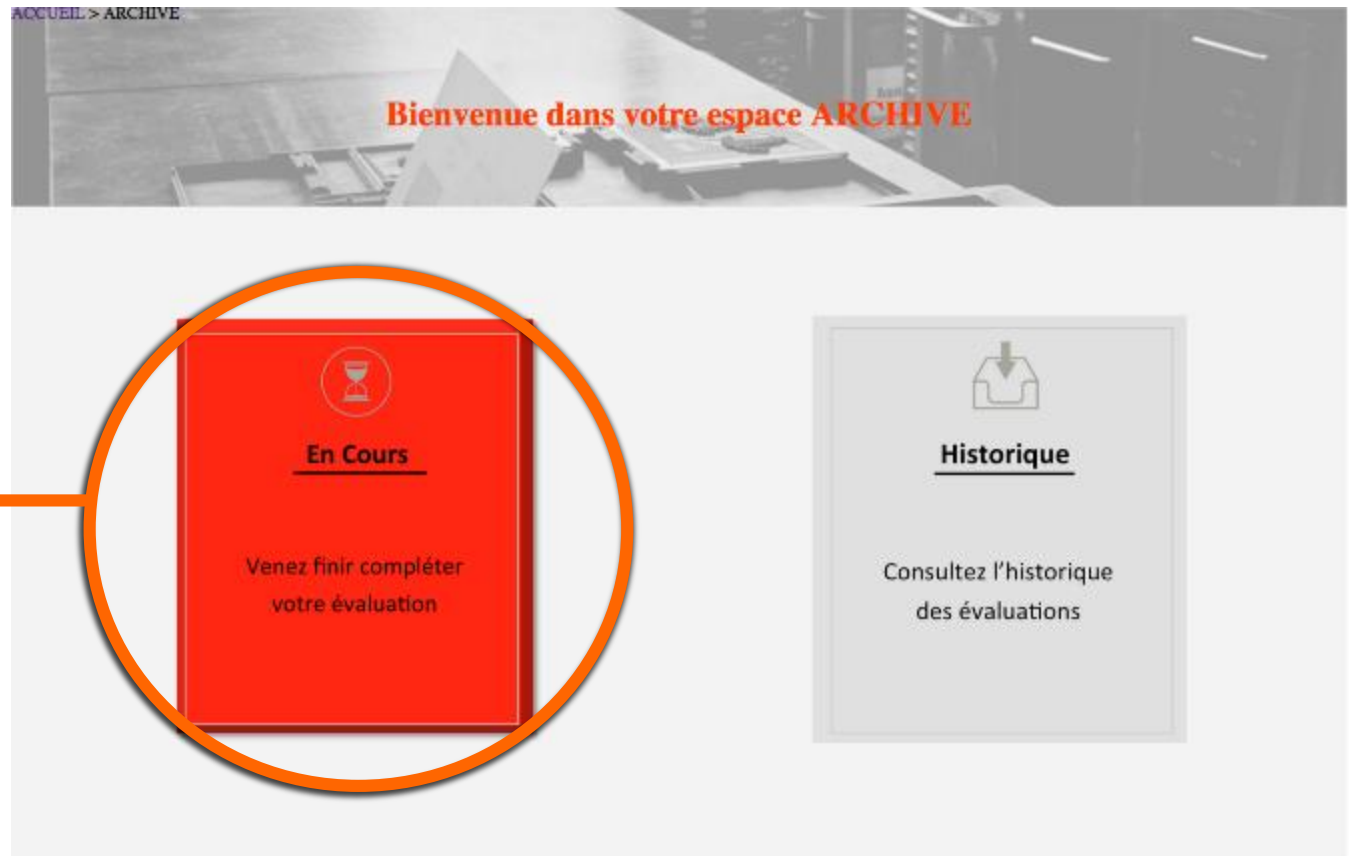 ACCUEIL > ARCHIVE
Bienvenue dans votre espace ARCHIVE
En Cours
Venez finir compléter
votre évaluation
Historique
Consultez l’historique
des évaluations